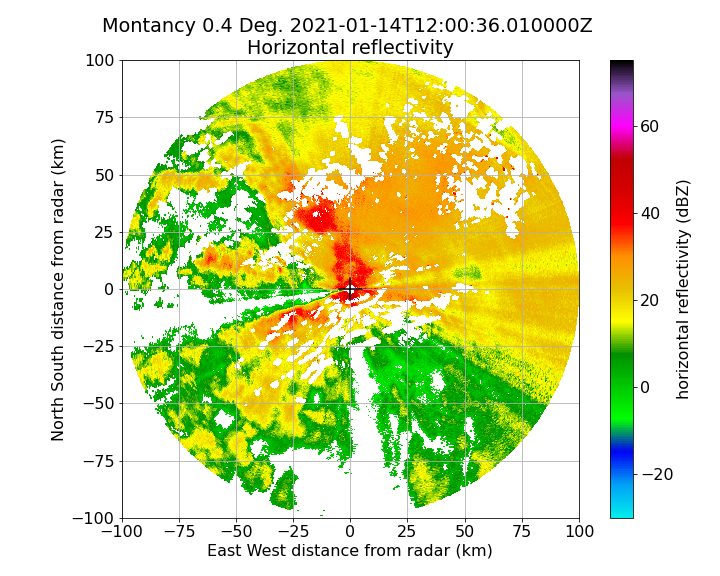 Montancy 0.4 Deg. 2021-01-14T12:00:36.010000Z
Horizontal reflectivity
100
75
50
25
0
−25
−50
−75
−100
North South distance from radar (km)
−100 −75 −50 −25 0 25 50 75 100
East West distance from radar (km)
60
40
20
0
−20
horizontal reflectivity (dBZ)